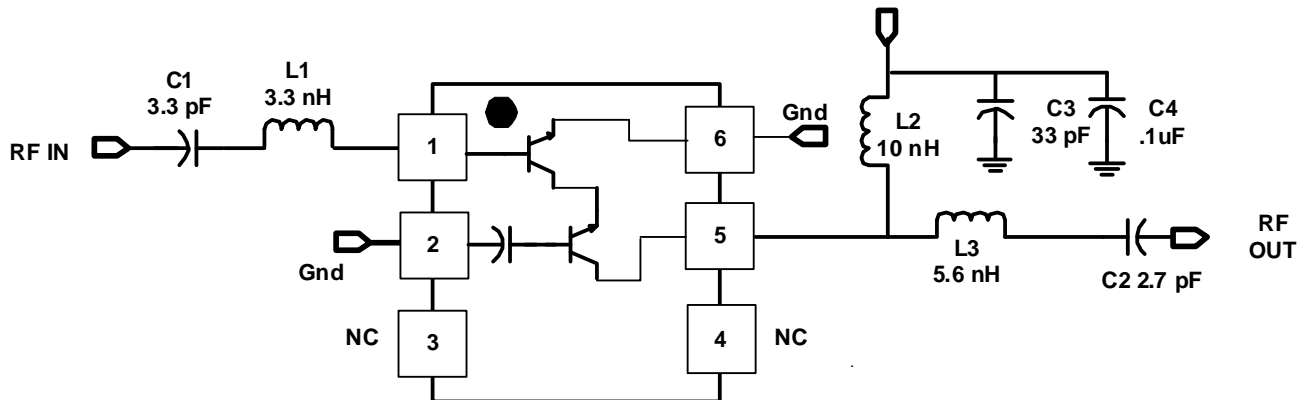 C1
3.3 pF
L1
3.3 nH
RF IN
1
2
3
Gnd
NC
6
5
4
Gnd
NC
L2
10 nH
C3
33 pF
C4
.1uF
L3
5.6 nH
C2 2.7 pF
RF
OUT